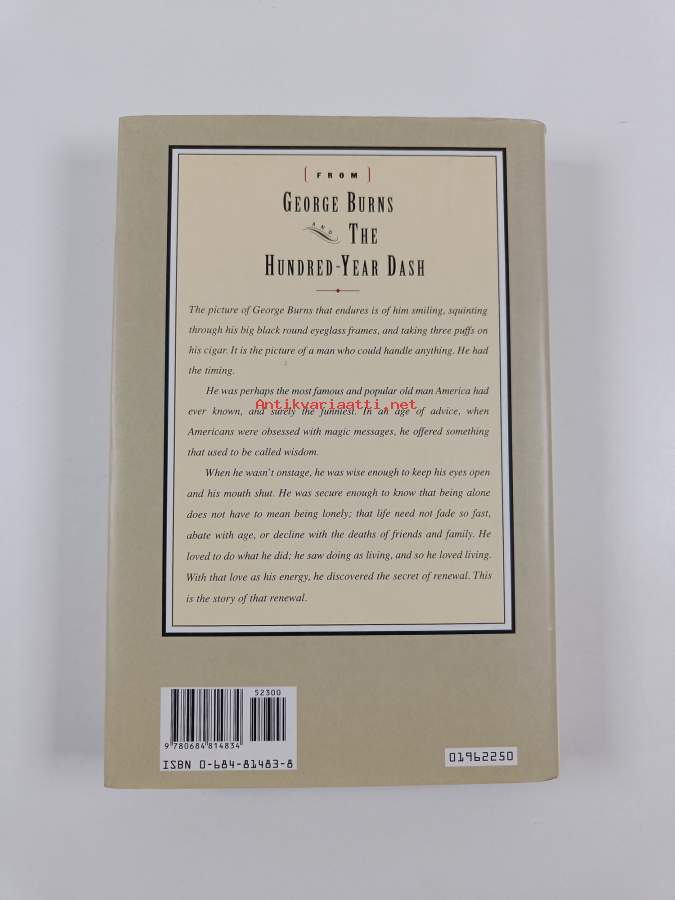 [ FROM ]
GEORGE BURNS
AND THE
HUNDRED-YEAR DASH
The picture of George Burns that endures is of him smiling, squinting
through his big black round eyeglass frames, and taking three puffs on
his cigar. It is the picture of a man who could handle anything. He had
the timing.
He was perhaps the most famous and popular old man America had
Antikvariaatti.net
ever known, and surely the funniest. In an age of advice, when
Americans were obsessed with magic messages, he offered something
that used to be called wisdom.
When he wasn't onstage, he was wise enough to keep his eyes open
and his mouth shut. He was secure enough to know that being alone
does not have to mean being lonely; that life need not fade so fast,
abate with age, or decline with the deaths of friends and family. He
loved to do what he did; he saw doing as living, and so he loved living.
With that love as his energy, he discovered the secret of renewal. This
is the story of that renewal.
52300
9 780684 814834
ISBN 0-684-81483-8
01962250